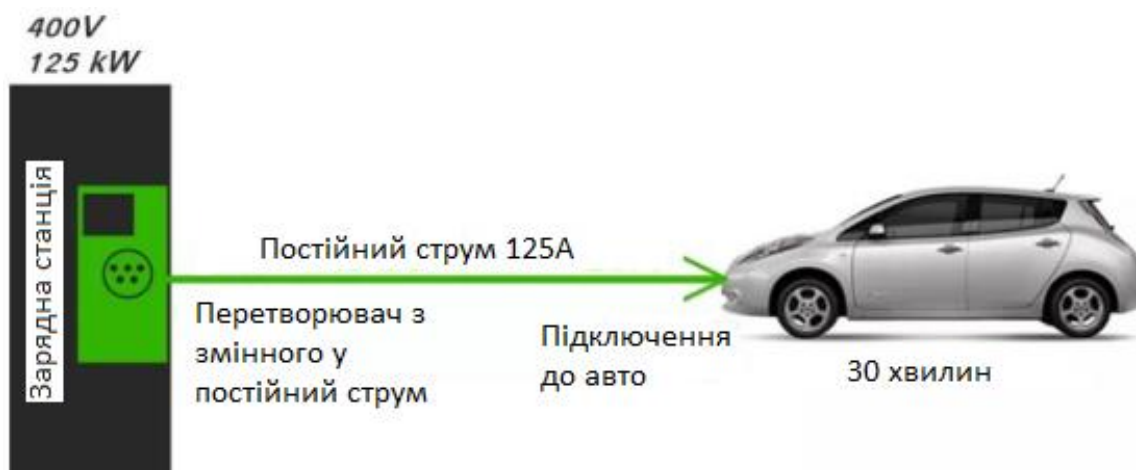 400V
125 kW
Зарядна станція
Постійний струм 125А
Перетворювач з
змінного у
постійний струм
Підключення
до авто
30 хвилин